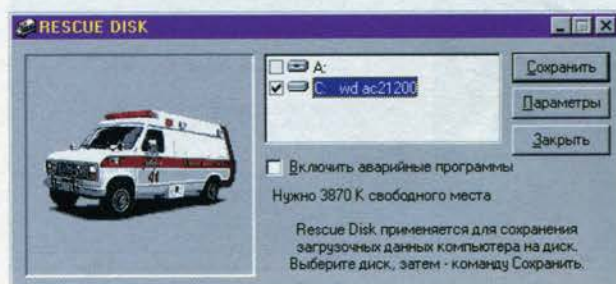 RESCUE DISK
A:
C: wd ac21200
Сохранить
Параметры
Закрыть
Включить аварийные программы
Нужно 3870 К свободного места
Rescue Disk применяется для сохранения
загрузочных данных компьютера на диск.
Выберите диск, затем - команду Сохранить.
41